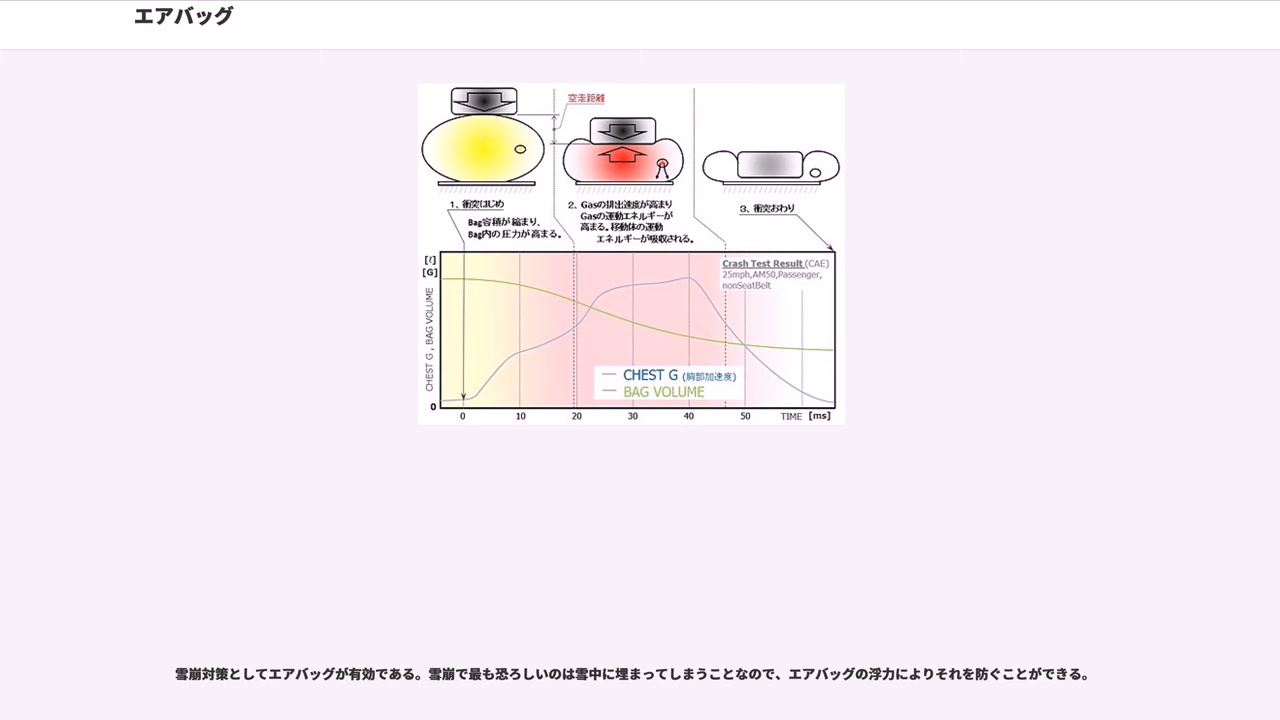 エアバッグ
空走距離
1、衝突はじめ
Bag容積が縮まり、
Bag内の圧力が高まる。
2、Gasの排出速度が高まり
Gasの運動エネルギーが
高まる。移動体の運動
エネルギーが吸収される。
3、衝突おわり
[ℓ]
[G]
CHEST G , BAG VOLUME
0
Crash Test Result (CAE)
25mph,AM50,Passenger,
nonSeatBelt
CHEST G (胸部加速度)
BAG VOLUME
0 10 20 30 40 50 TIME [ms]
雪崩対策としてエアバッグが有効である。雪崩で最も恐ろしいのは雪中に埋まってしまうことなので、エアバッグの浮力によりそれを防ぐことができる。